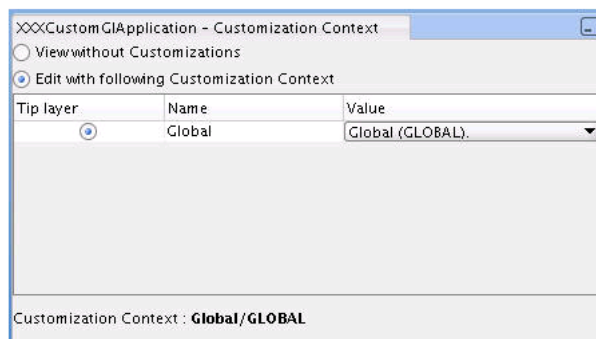 XXXCustomGlApplication - Customization Context
View without Customizations
Edit with following Customization Context
Tip layer Name Value
Global Global (GLOBAL).
Customization Context : Global/GLOBAL